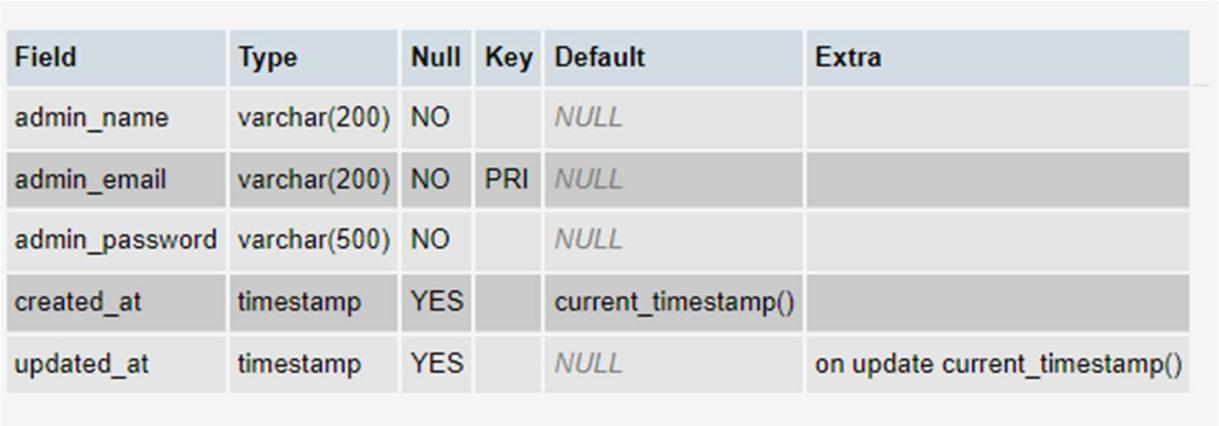 Field Type Null Key Default Extra
admin_name varchar(200) NO NULL
admin_email varchar(200) NO PRI NULL
admin_password varchar(500) NO NULL
created_at timestamp YES current_timestamp()
updated_at timestamp YES NULL on update current_timestamp()